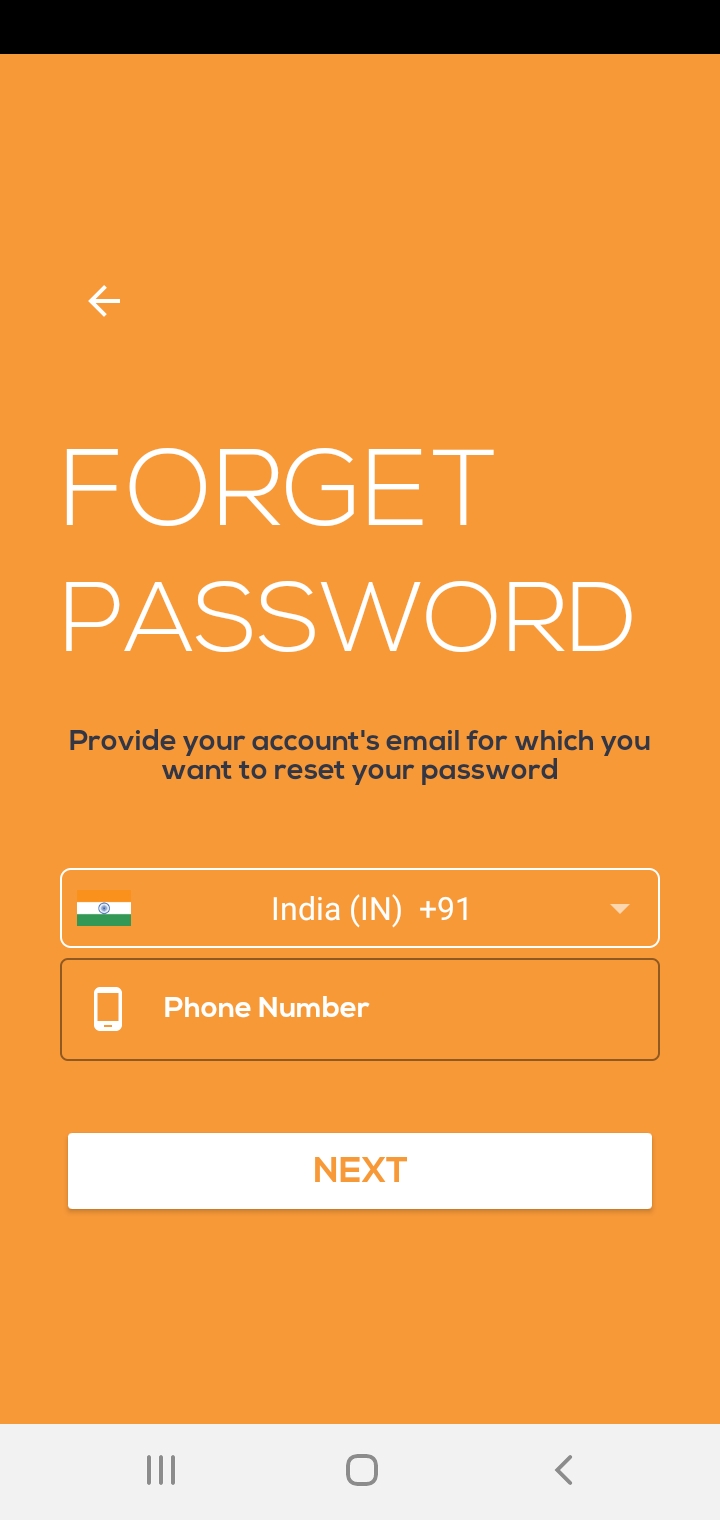 FORGET
PASSWORD
Provide your account's email for which you
want to reset your password
India (IN) +91
Phone Number
NEXT